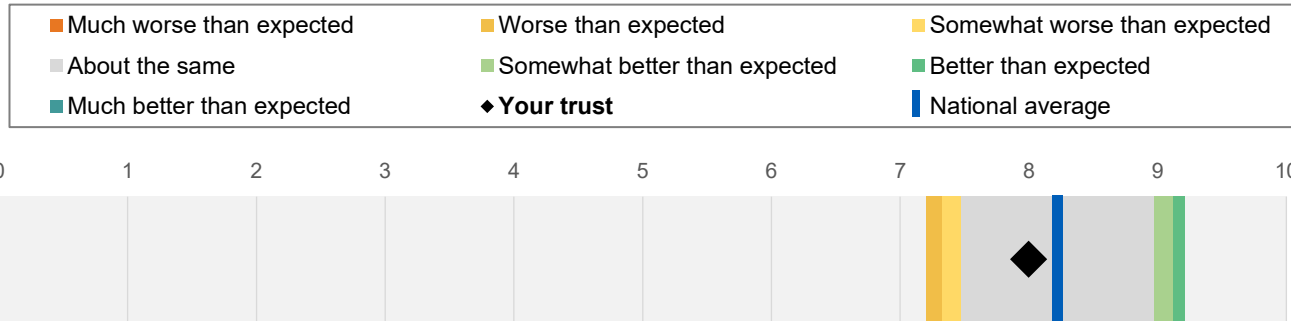 Much worse than expected Worse than expected Somewhat worse than expected
About the same Somewhat better than expected Better than expected
Much better than expected Your trust National average
0 1 2 3 4 5 6 7 8 9 10